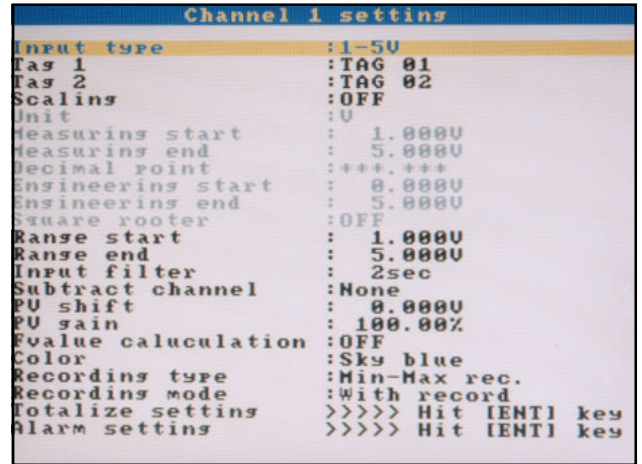 Channel 1 setting
Input type :1-5V
Tag 1 :TAG 01
Tag 2 :TAG 02
Scaling :OFF
Unit :V
Measuring start : 1.000V
Measuring end : 5.000V
Decimal point :***.***
Engineering start : 0.000V
Engineering end : 5.000V
Square rooter :OFF
Range start : 1.000V
Range end : 5.000V
Input filter : 2sec
Subtract channel :None
PV shift : 0.000V
PV gain : 100.00%
Fvalue caluculation :OFF
Color :Sky blue
Recording type :Min-Max rec.
Recording mode :With record
Totalize setting >>>>> Hit [ENT] key
Alarm setting >>>>> Hit [ENT] key